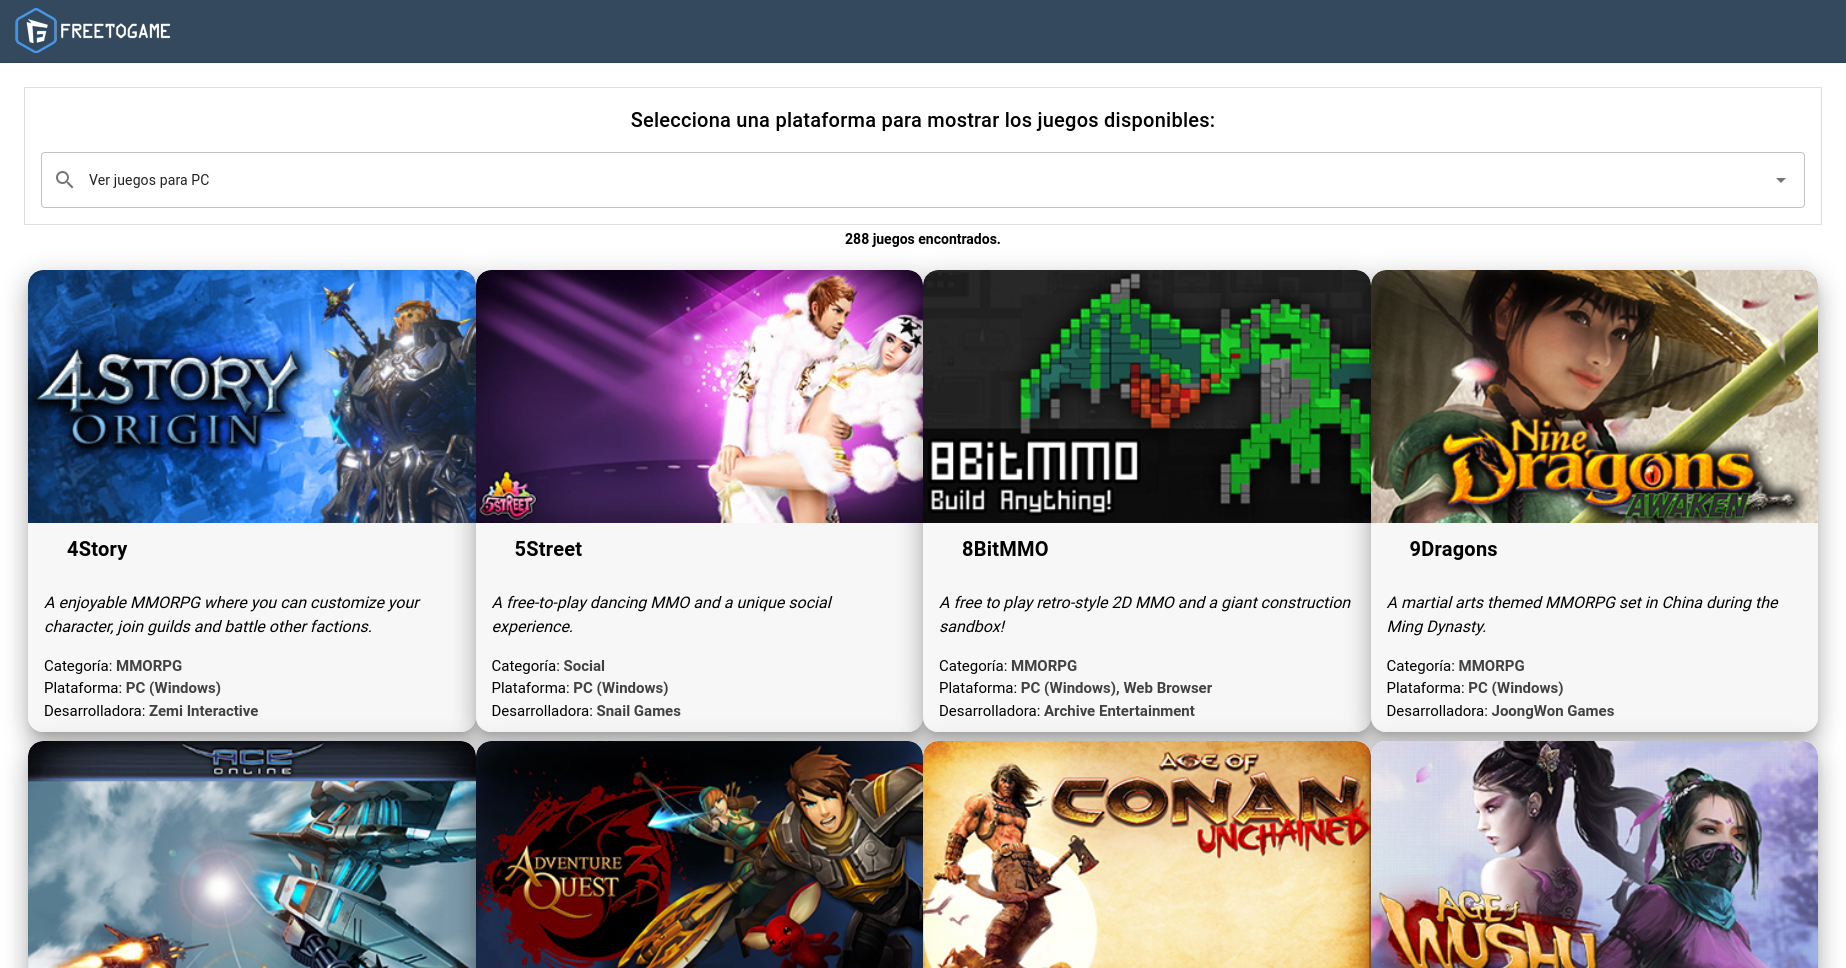 FREETOGAME
Selecciona una plataforma para mostrar los juegos disponibles:
Ver juegos para PC
288 juegos encontrados.
4STORY
ORIGIN
5STREET
8BitMMO
Build Anything!
Nine
Dragons
AWAKEN
4Story
A enjoyable MMORPG where you can customize your
character, join guilds and battle other factions.
Categoría: MMORPG
Plataforma: PC (Windows)
Desarrolladora: Zemi Interactive
5Street
A free-to-play dancing MMO and a unique social
experience.
Categoría: Social
Plataforma: PC (Windows)
Desarrolladora: Snail Games
8BitMMO
A free to play retro-style 2D MMO and a giant construction
sandbox!
Categoría: MMORPG
Plataforma: PC (Windows), Web Browser
Desarrolladora: Archive Entertainment
9Dragons
A martial arts themed MMORPG set in China during the
Ming Dynasty.
Categoría: MMORPG
Plataforma: PC (Windows)
Desarrolladora: JoongWon Games
ACE
ONLINE
ADVENTURE
QUEST
3D
AGE OF
CONAN
UNCHAINED
AGE of
WUSHU